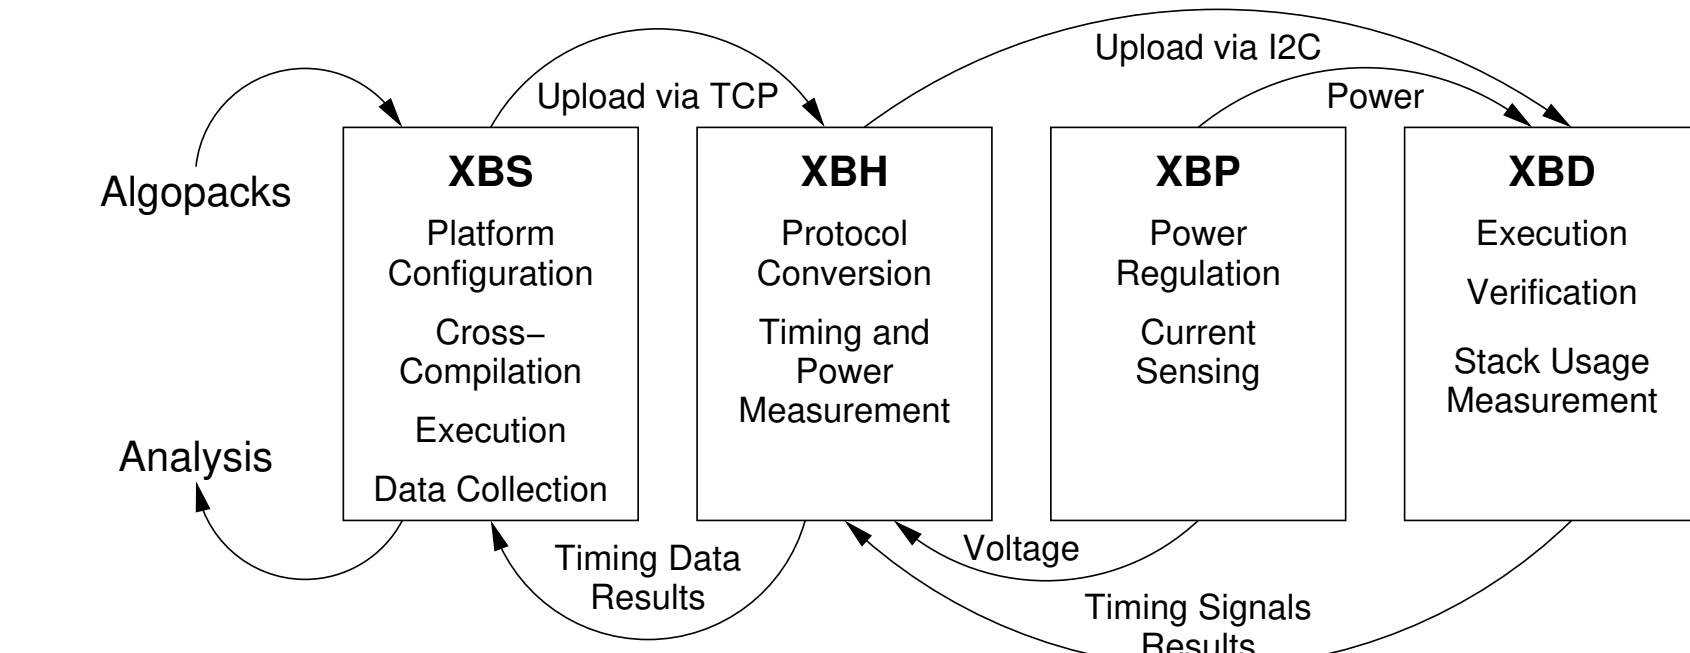 Upload via I2C
Upload via TCP
Power
Algopacks
XBS
Platform
Configuration
Cross–
Compilation
Execution
Data Collection
XBH
Protocol
Conversion
Timing and
Power
Measurement
XBP
Power
Regulation
Current
Sensing
XBD
Execution
Verification
Stack Usage
Measurement
Analysis
Timing Data
Results
Voltage
Timing Signals
Results